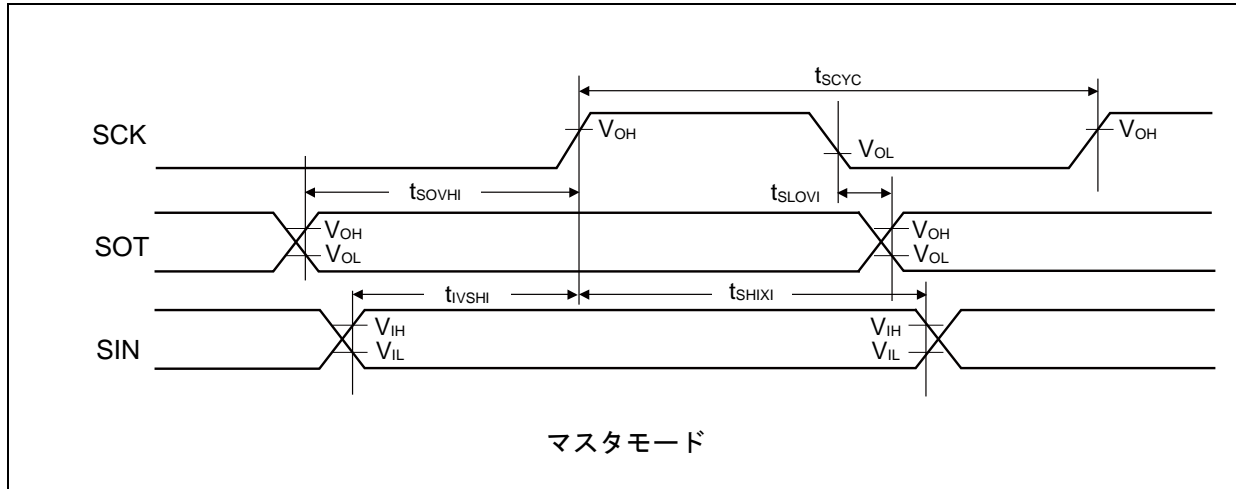 tSCYC
SCK
VOH
VOL
VOH
tSOVHI
tSLOVI
SOT
VOH
VOL
VOH
VOL
tIVSHI
tSHIXI
SIN
VIH
VIL
VIH
VIL
マスタモード